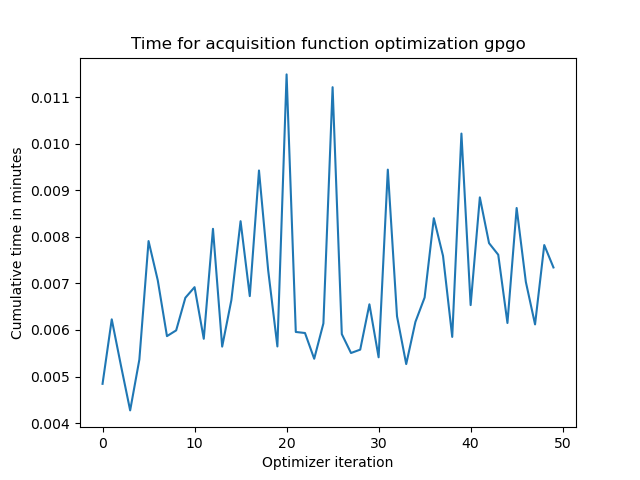 Time for acquisition function optimization gpgo
Cumulative time in minutes
0.011
0.010
0.009
0.008
0.007
0.006
0.005
0.004
0 10 20 30 40 50
Optimizer iteration